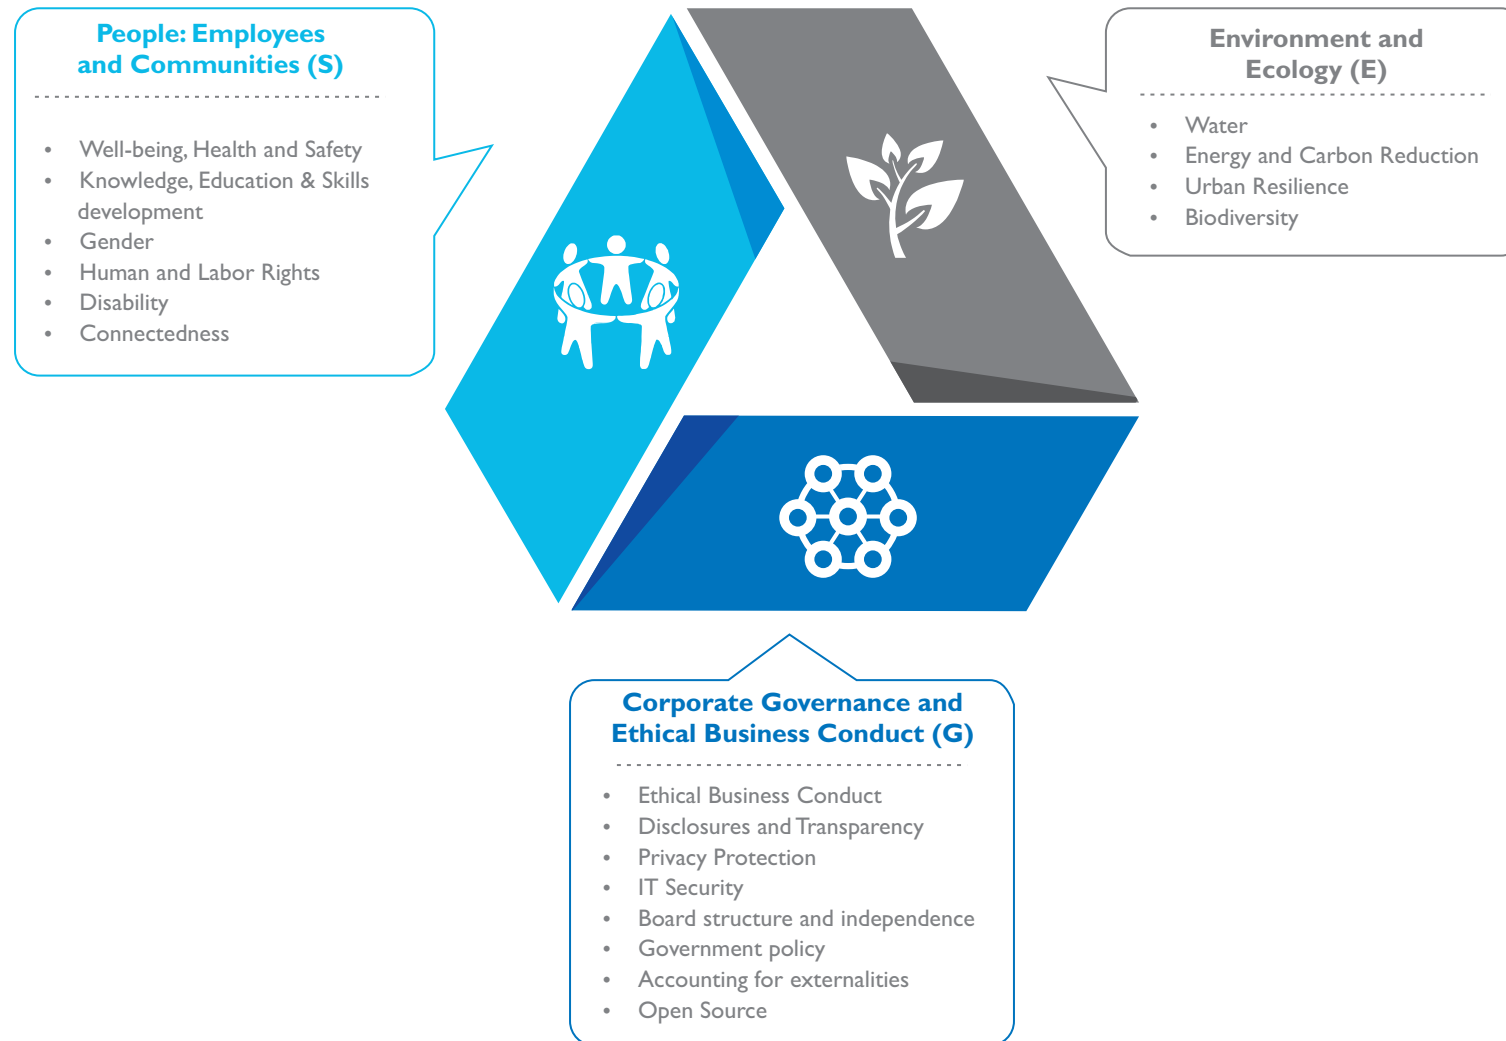 People: Employees
and Communities (S)
• Well-being, Health and Safety
• Knowledge, Education & Skills
development
• Gender
• Human and Labor Rights
• Disability
• Connectedness
Environment and
Ecology (E)
• Water
• Energy and Carbon Reduction
• Urban Resilience
• Biodiversity
Corporate Governance and
Ethical Business Conduct (G)
• Ethical Business Conduct
• Disclosures and Transparency
• Privacy Protection
• IT Security
• Board structure and independence
• Government policy
• Accounting for externalities
• Open Source